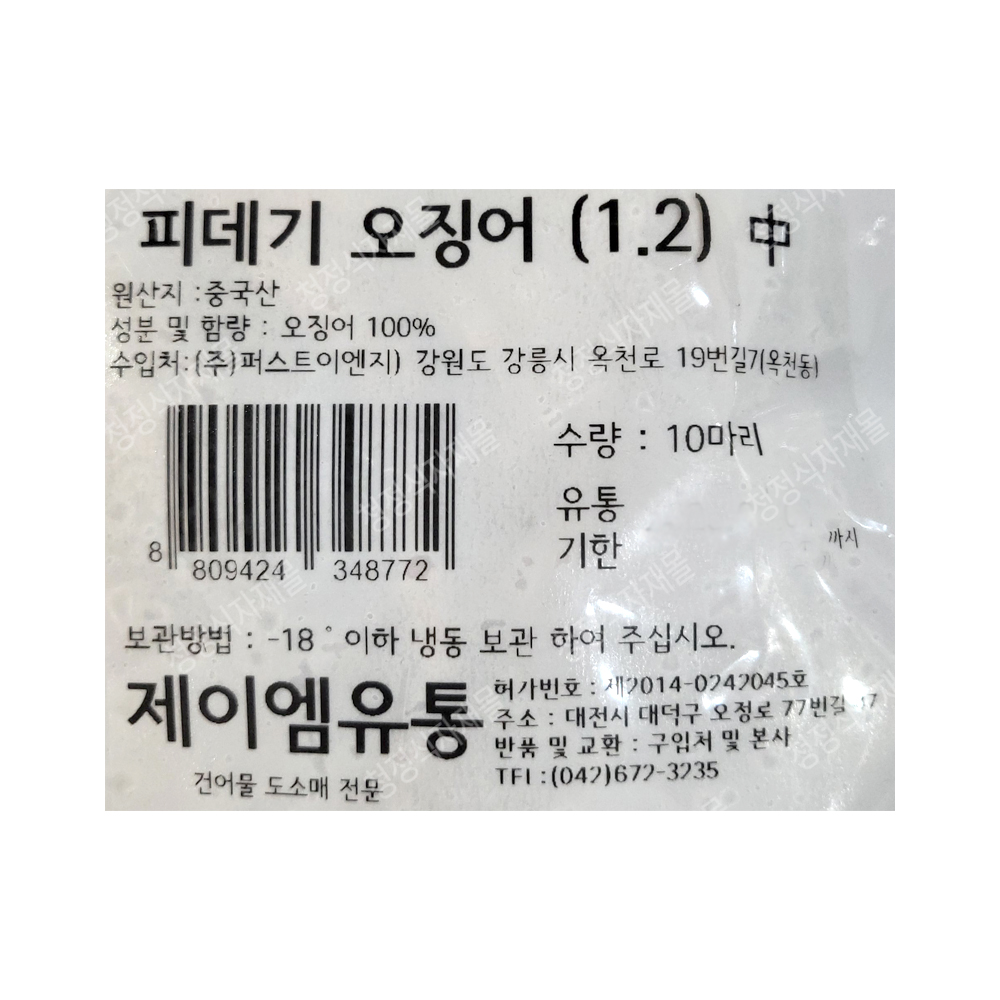 피데기 오징어 (1.2) 中
원산지 :중국산
성분 및 함량 : 오징어 100%
수입처:(주)퍼스트이엔지) 강원도 강릉시 옥천로 19번길7(옥천동)
수량 : 10마리
유통
기한 까지
8 809424 348772
보관방법 : -18° 이하 냉동 보관 하여 주십시오.
제이엠유통
건어물 도소매 전문
허가번호 : 제2014-0242045호
주소 : 대전시 대덕구 오정로 77번길 17
반품 및 교환 : 구입처 및 본사
TEL :(042)672-3235
청정식자재몰